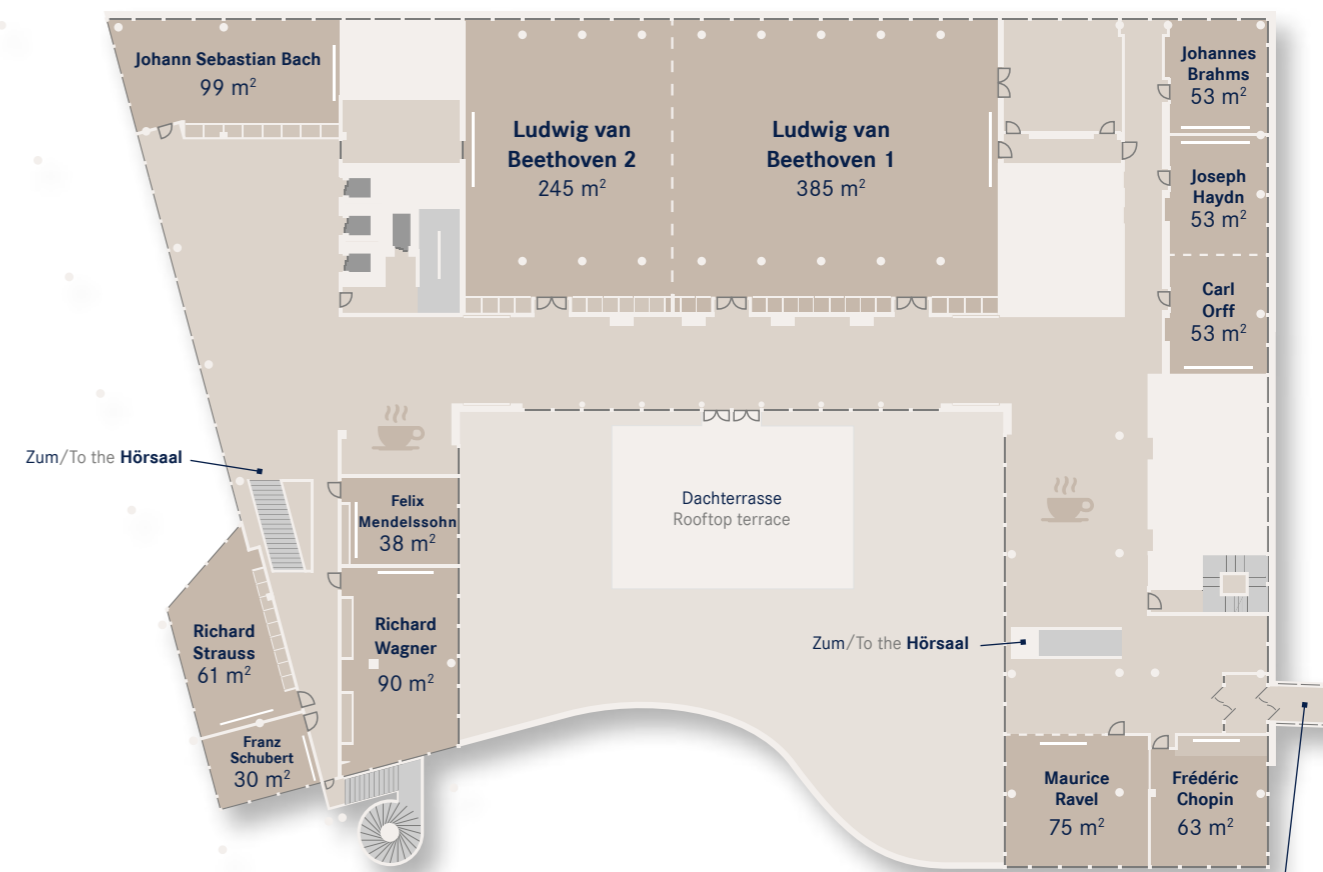 Johann Sebastian Bach
99 m²
Ludwig van
Beethoven 2
245 m²
Ludwig van
Beethoven 1
385 m²
Johannes
Brahms
53 m²
Joseph
Haydn
53 m²
Carl
Orff
53 m²
Zum/To the Hörsaal
Felix
Mendelssohn
38 m²
Dachterrasse
Rooftop terrace
Richard
Strauss
61 m²
Richard
Wagner
90 m²
Zum/To the Hörsaal
Franz
Schubert
30 m²
Maurice
Ravel
75 m²
Frédéric
Chopin
63 m²